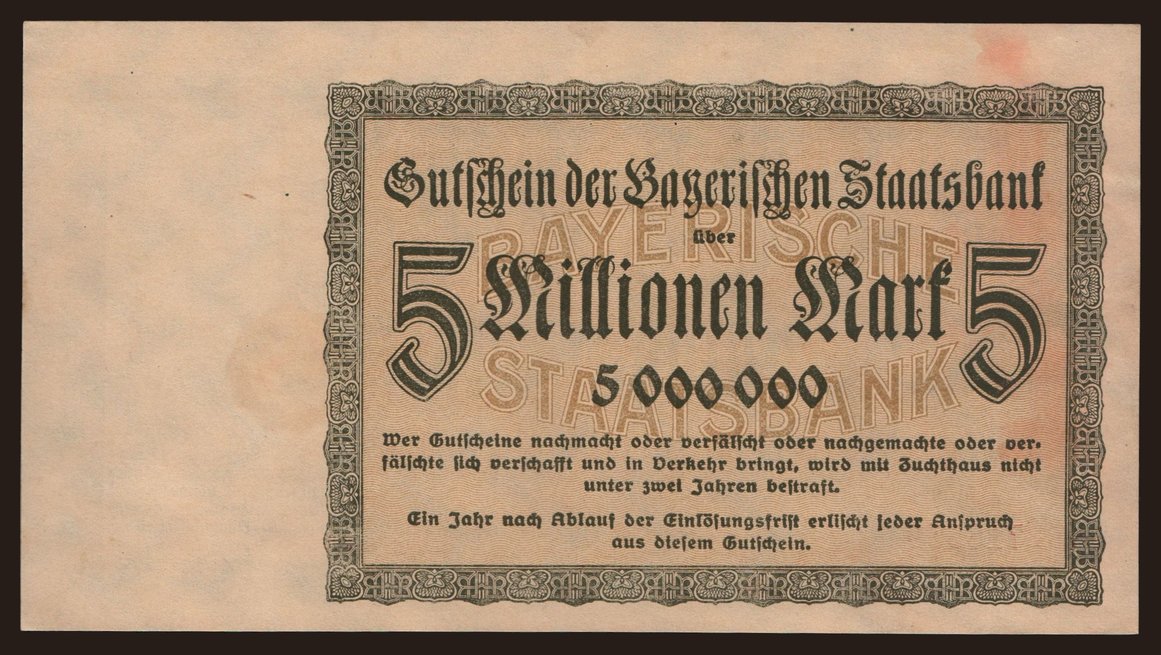 Gutschein der Bayerischen Staatsbank
über
BAYERISCHE
5 Millionen Mark 5
STAATSBANK
5 000 000
Wer Gutscheine nachmacht oder verfälscht oder nachgemachte oder ver-
fälschte sich verschafft und in Verkehr bringt, wird mit Zuchthaus nicht
unter zwei Jahren bestraft.
Ein Jahr nach Ablauf der Einlösungsfrist erlischt jeder Anspruch
aus diesem Gutschein.